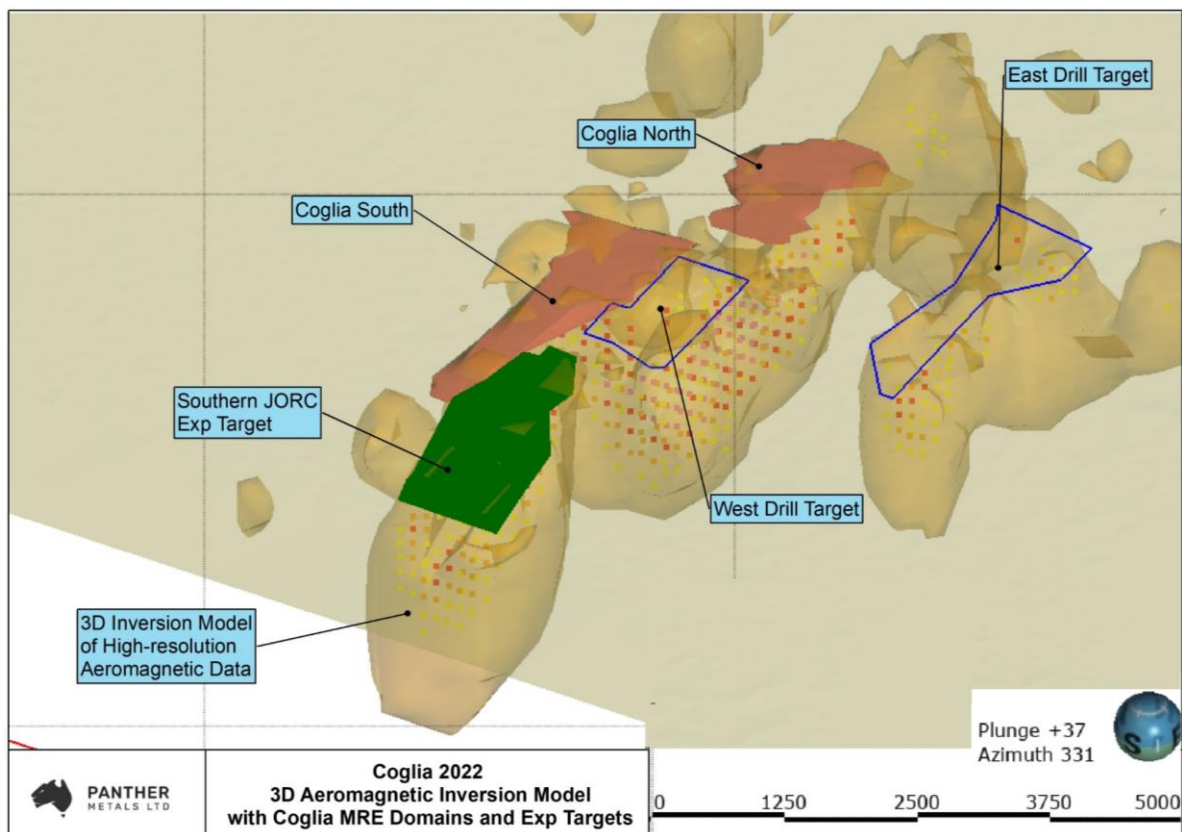 East Drill Target
Coglia North
Coglia South
Southern JORC
Exp Target
West Drill Target
3D Inversion Model
of High-resolution
Aeromagnetic Data
Plunge +37
Azimuth 331
S
PANTHER
METALS LTD
Coglia 2022
3D Aeromagnetic Inversion Model
with Coglia MRE Domains and Exp Targets
0 1250 2500 3750 5000